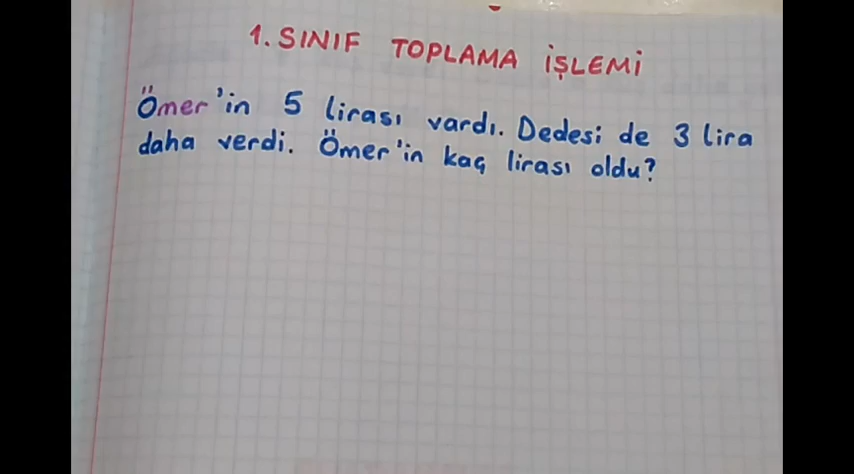 1. SINIF TOPLAMA İŞLEMİ
Ömer'in 5 lirası vardı. Dedesi de 3 lira
daha verdi. Ömer'in kaç lirası oldu?